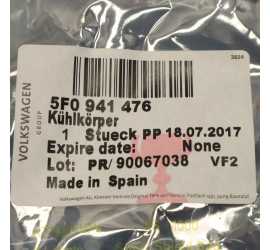 3024
VOLKSWAGEN
GROUP
5F0 941 476
Kühlkörper
1 Stueck PP 18.07.2017
Expire date: None
Lot: PR/90067038 VF2
Made in Spain